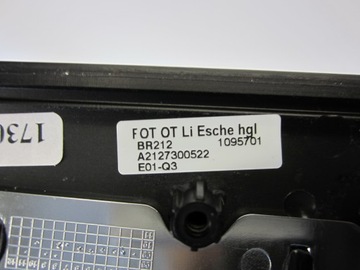 FOT OT Li Esche hgl
BR212 1095701
A2127300522
E01-Q3